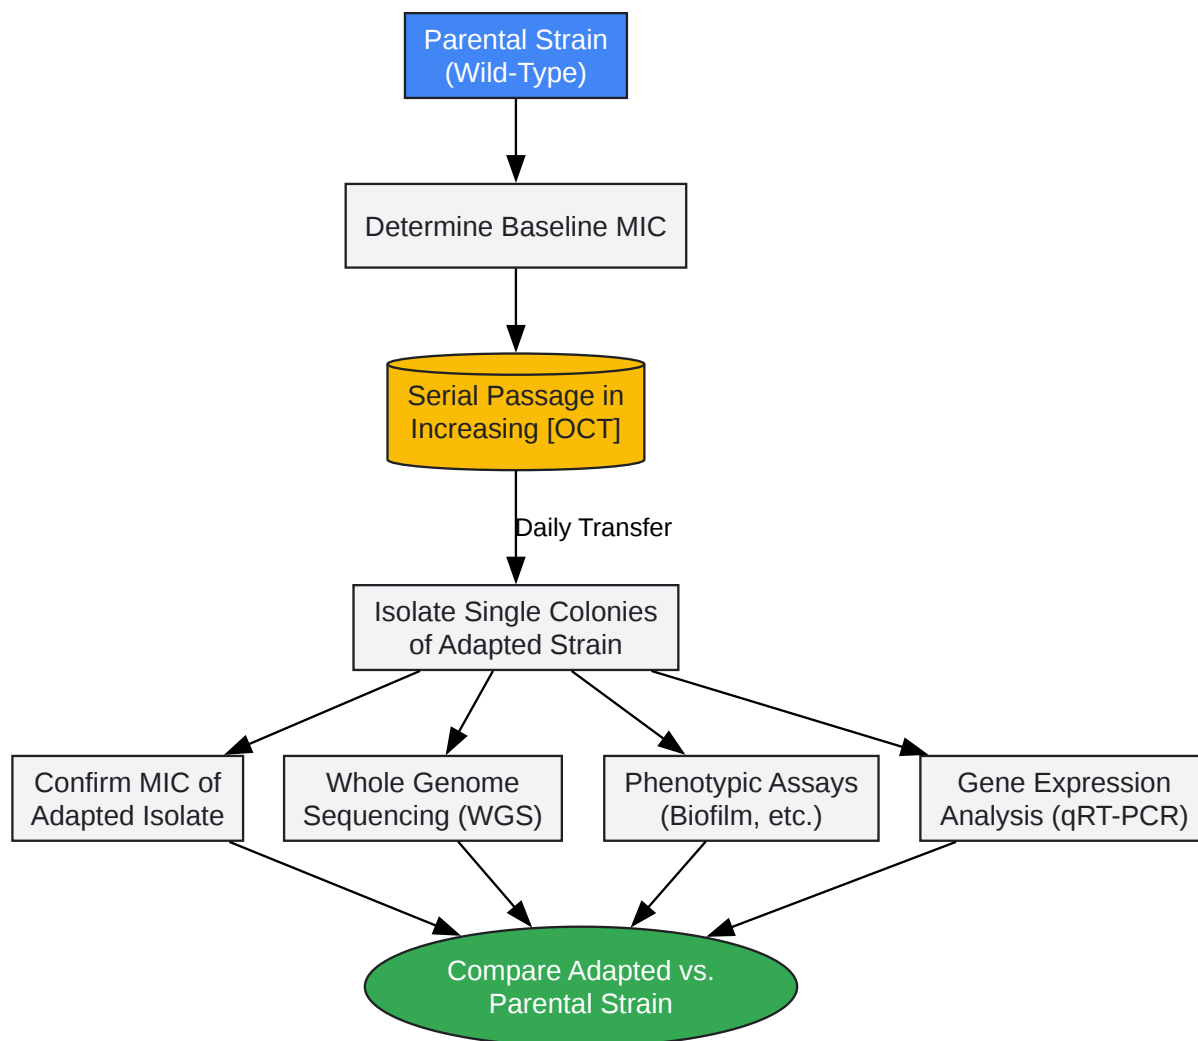 Parental Strain
(Wild-Type)
Determine Baseline MIC
Serial Passage in
Increasing [OCT]
Daily Transfer
Isolate Single Colonies
of Adapted Strain
Confirm MIC of
Adapted Isolate
Whole Genome
Sequencing (WGS)
Phenotypic Assays
(Biofilm, etc.)
Gene Expression
Analysis (qRT-PCR)
Compare Adapted vs.
Parental Strain